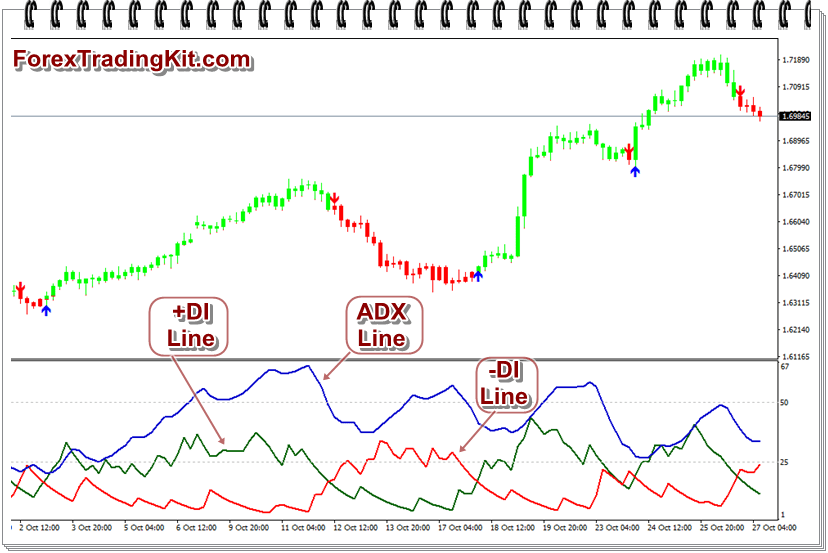 ForexTradingKit.com
1.71890
1.70915
1.69845
1.68965
1.67990
1.67015
1.66040
1.65065
1.64090
1.63115
1.62140
1.61165
+DI
Line
ADX
Line
-DI
Line
67
50
25
1
2 Oct 12:00
3 Oct 20:00
5 Oct 04:00
6 Oct 12:00
9 Oct 20:00
11 Oct 04:00
12 Oct 12:00
13 Oct 20:00
17 Oct 04:00
18 Oct 12:00
19 Oct 20:00
23 Oct 04:00
24 Oct 12:00
25 Oct 20:00
27 Oct 04:00